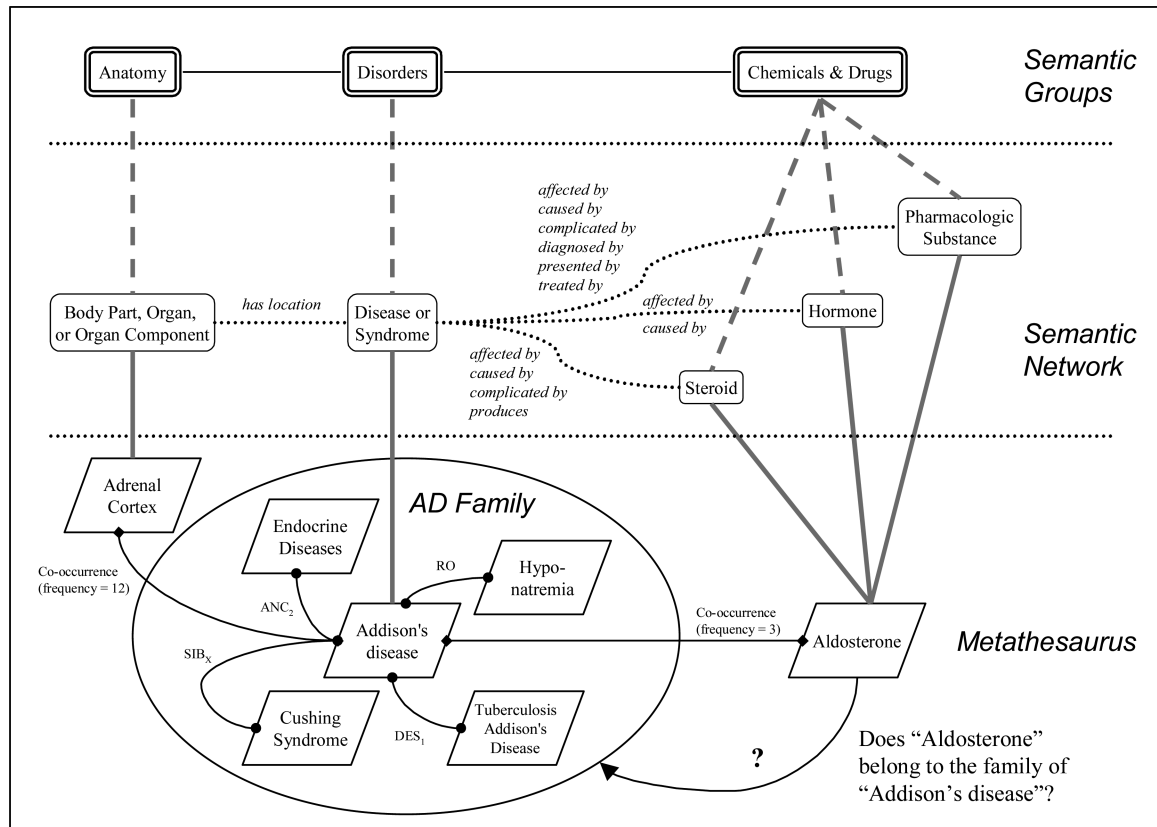 Anatomy
Disorders
Chemicals & Drugs
Semantic
Groups
affected by
caused by
complicated by
diagnosed by
presented by
treated by
Pharmacologic
Substance
Body Part, Organ,
or Organ Component
has location
Disease or
Syndrome
affected by
caused by
Hormone
Semantic
Network
affected by
caused by
complicated by
produces
Steroid
Adrenal
Cortex
AD Family
Endocrine
Diseases
Co-occurrence
(frequency = 12)
RO
Hypo-
natremia
ANC2
Addison's
disease
Co-occurrence
(frequency = 3)
Aldosterone
Metathesaurus
SIBX
Cushing
Syndrome
DES1
Tuberculosis
Addison's
Disease
?
Does “Aldosterone”
belong to the family of
“Addison’s disease”?